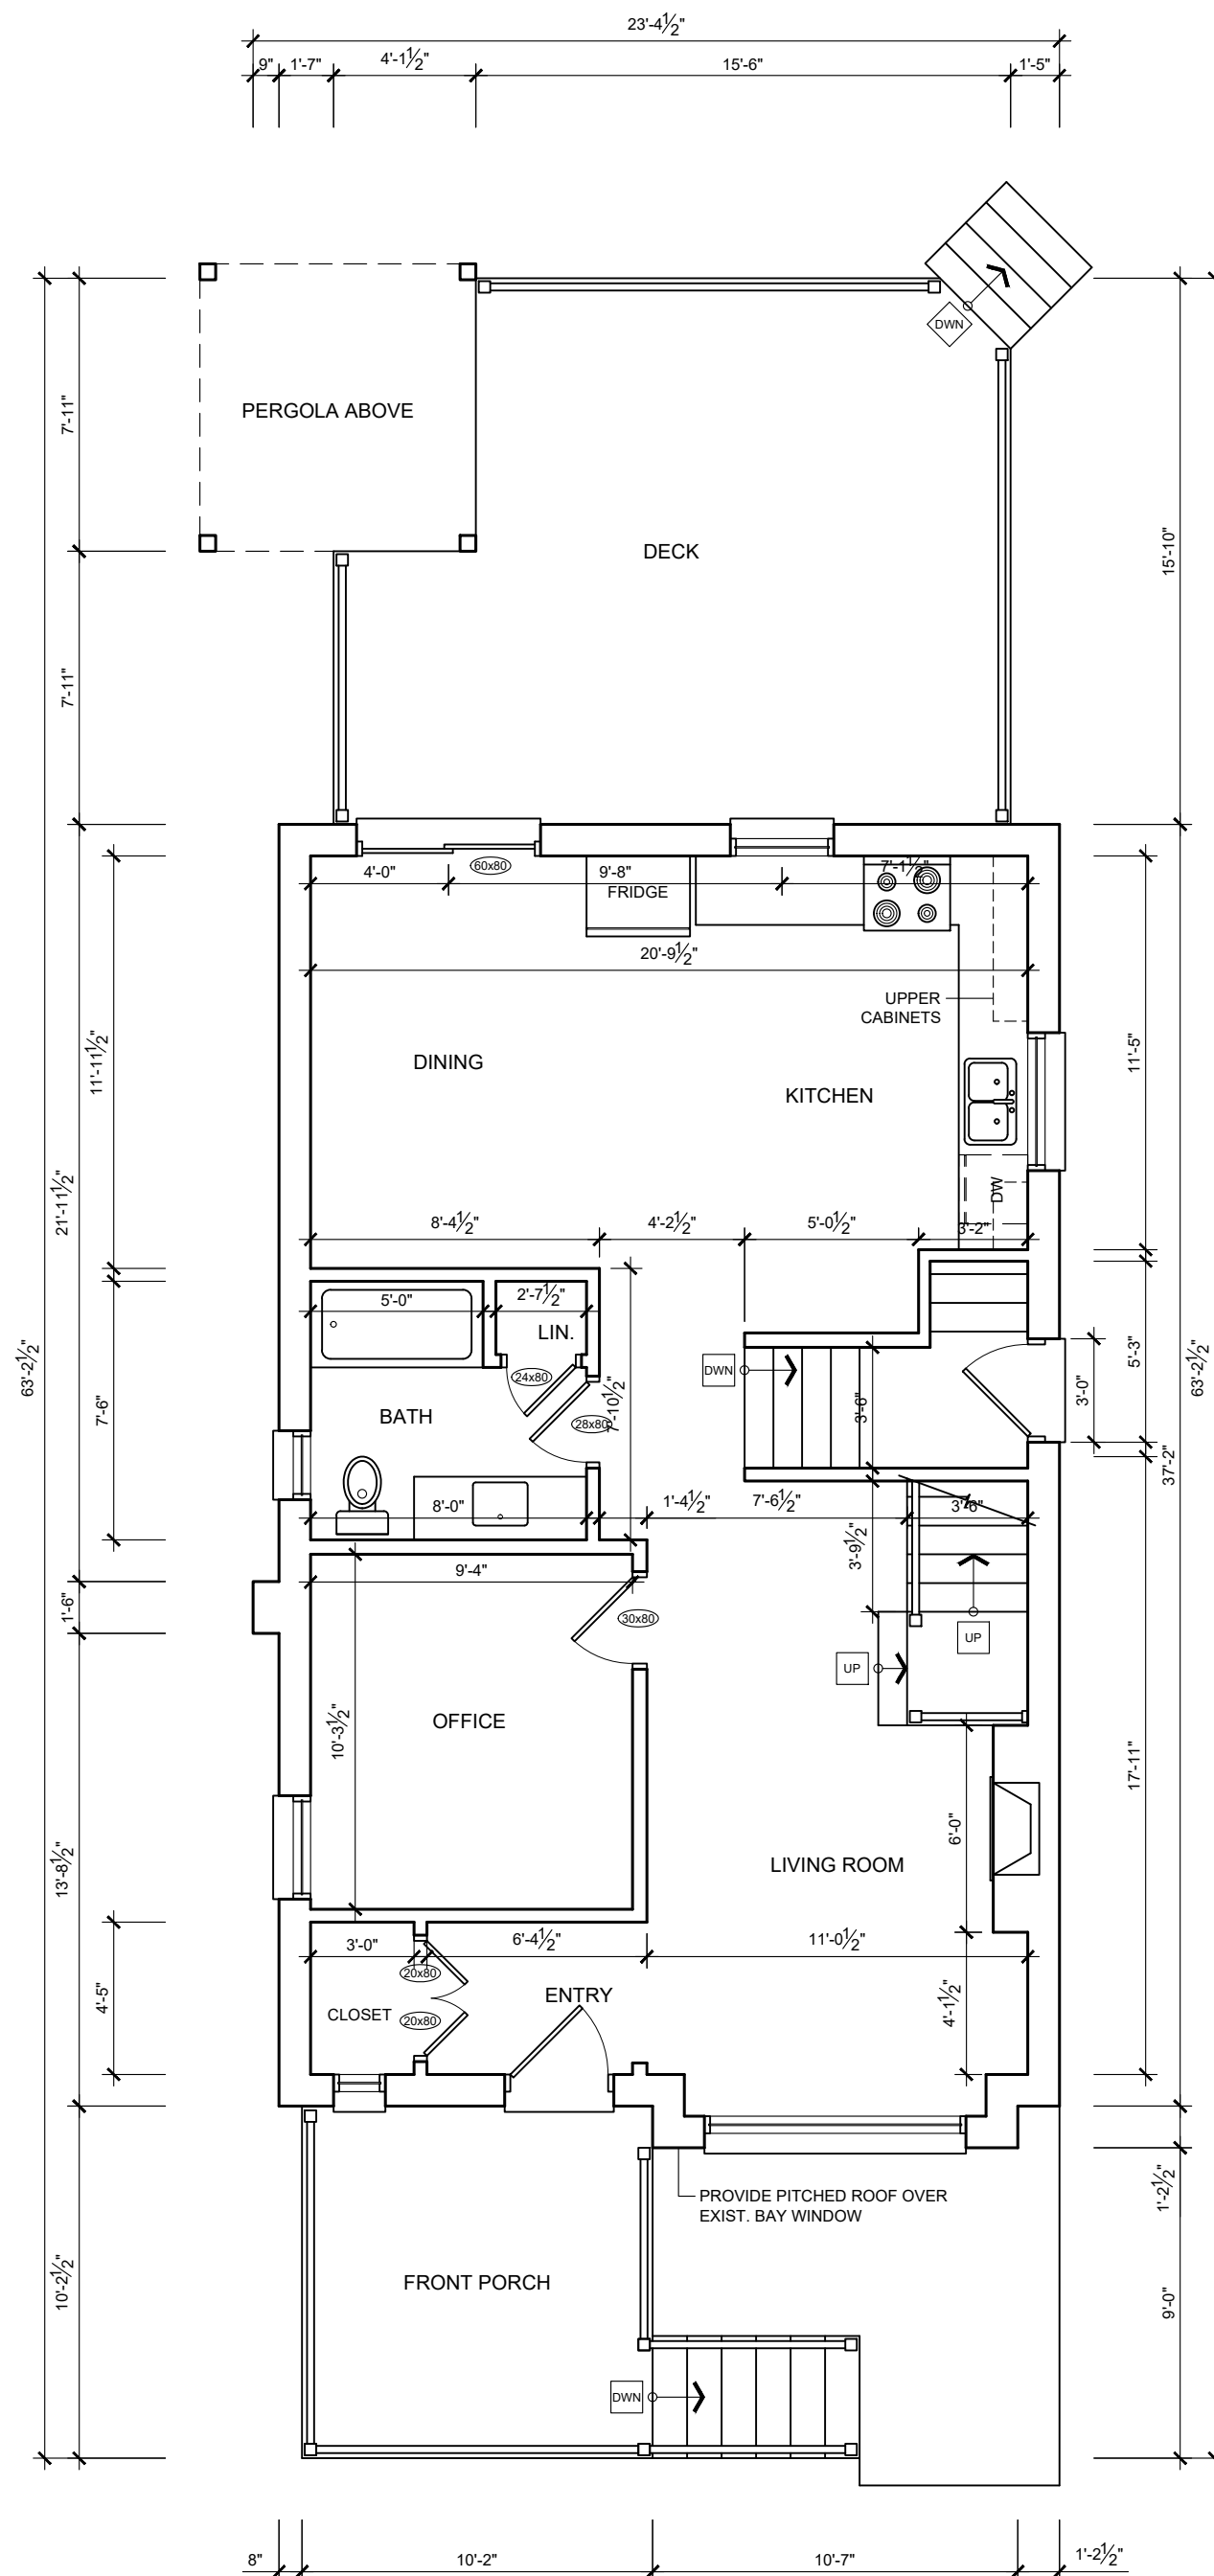 23'-4½"
9"
1'-7"
4'-1½"
15'-6"
1'-5"
DWN
PERGOLA ABOVE
7'-11"
DECK
15'-10"
7'-11"
60x80
4'-0"
9'-8"
7'-1½"
FRIDGE
20'-9½"
UPPER
CABINETS
11'-11½"
11'-5"
DINING
KITCHEN
DW
21'-11½"
8'-4½"
4'-2½"
5'-0½"
3'-2"
5'-0"
2'-7½"
LIN.
63'-2½"
63'-2½"
5'-3"
3'-0"
DWN
24x80
7'-6"
BATH
28x80
7'-10½"
3'-6"
37'-2"
8'-0"
1'-4½"
7'-6½"
3'-6"
3'-9½"
9'-4"
1'-6"
30x80
UP
UP
OFFICE
10'-3½"
17'-11"
6'-0"
LIVING ROOM
13'-8½"
3'-0"
6'-4½"
11'-0½"
20x80
4'-5"
ENTRY
4'-1½"
CLOSET
20x80
PROVIDE PITCHED ROOF OVER
EXIST. BAY WINDOW
1'-2½"
FRONT PORCH
10'-2½"
9'-0"
DWN
8"
10'-2"
10'-7"
1'-2½"